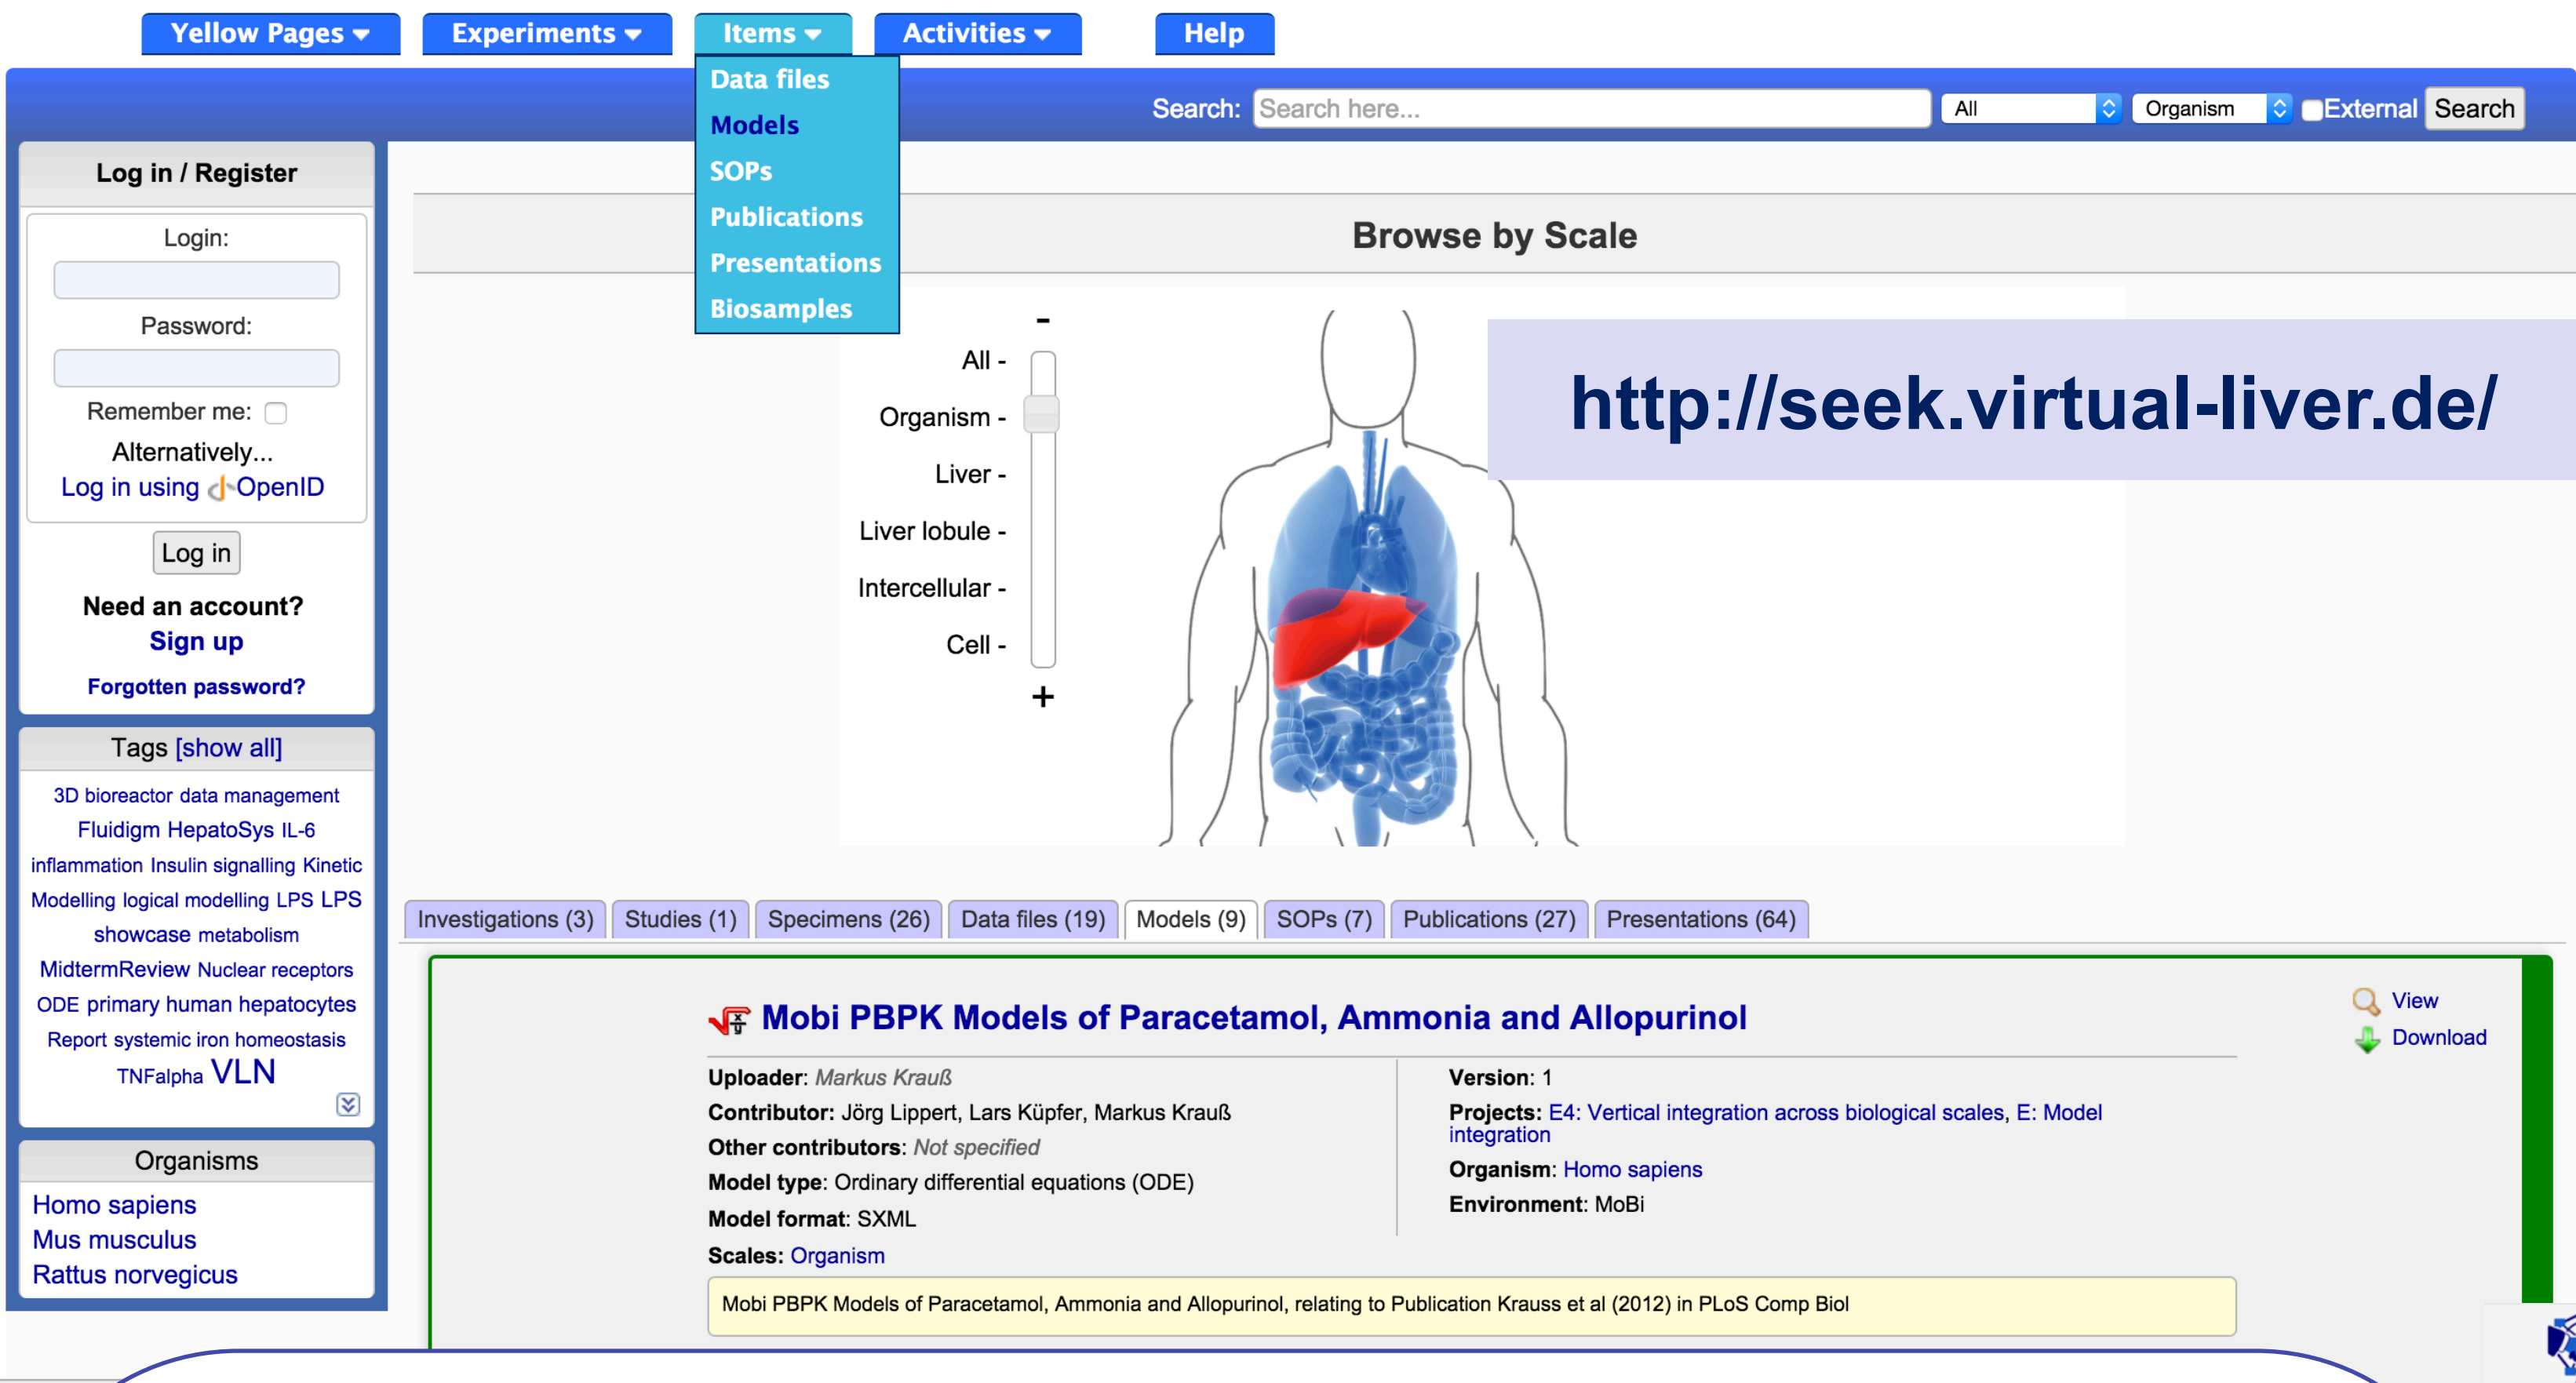 Yellow Pages
Experiments
Items
Activities
Help
Data files
Models
SOPs
Publications
Presentations
Biosamples
Search: Search here... All Organism External Search
Log in / Register
Login:
Password:
Remember me:
Alternatively...
Log in using OpenID
Log in
Need an account?
Sign up
Forgotten password?
Tags [show all]
3D bioreactor data management
Fluidigm HepatoSys IL-6
inflammation Insulin signalling Kinetic
Modelling logical modelling LPS LPS
showcase metabolism
MidtermReview Nuclear receptors
ODE primary human hepatocytes
Report systemic iron homeostasis
TNFalpha VLN
Organisms
Homo sapiens
Mus musculus
Rattus norvegicus
Browse by Scale
-
All -
Organism -
Liver -
Liver lobule -
Intercellular -
Cell -
+
http://seek.virtual-liver.de/
Investigations (3) Studies (1) Specimens (26) Data files (19) Models (9) SOPs (7) Publications (27) Presentations (64)
Mobi PBPK Models of Paracetamol, Ammonia and Allopurinol
View
Download
Uploader: Markus Krauß
Contributor: Jörg Lippert, Lars Küpfer, Markus Krauß
Other contributors: Not specified
Model type: Ordinary differential equations (ODE)
Model format: SXML
Scales: Organism
Version: 1
Projects: E4: Vertical integration across biological scales, E: Model
integration
Organism: Homo sapiens
Environment: MoBi
Mobi PBPK Models of Paracetamol, Ammonia and Allopurinol, relating to Publication Krauss et al (2012) in PLoS Comp Biol